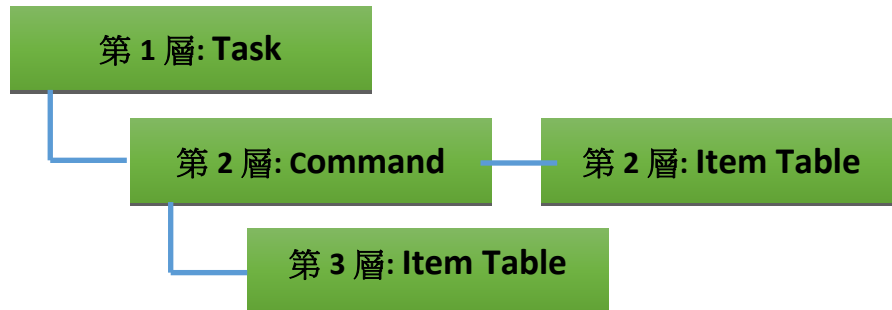 第 1 層: Task
第 2 層: Command
第 2 層: Item Table
第 3 層: Item Table